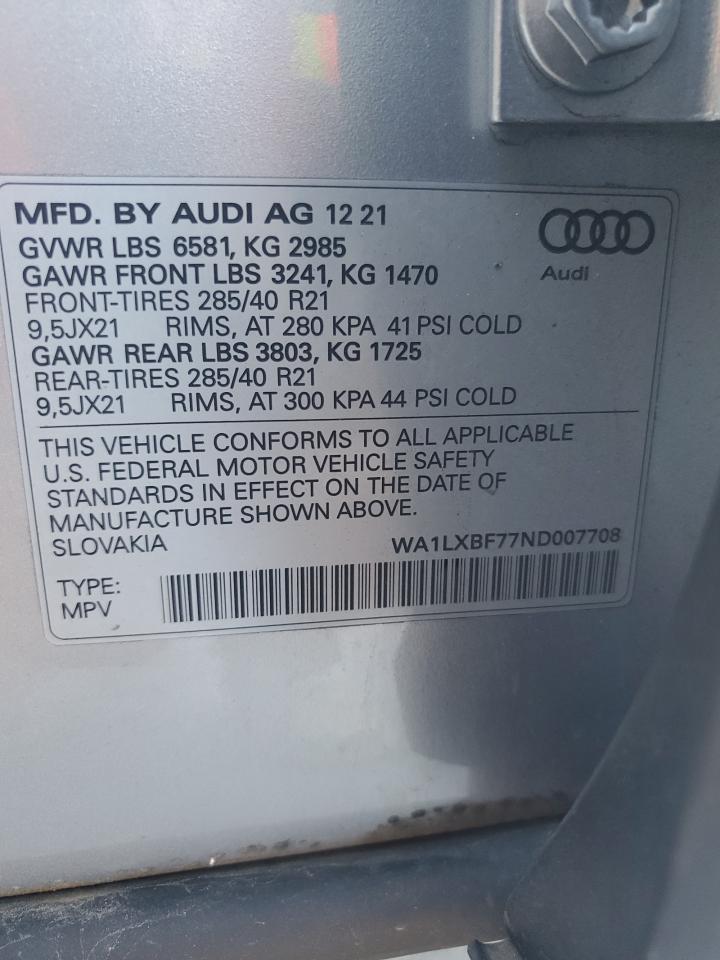 MFD. BY AUDI AG 12 21
Audi
GVWR LBS 6581, KG 2985
GAWR FRONT LBS 3241, KG 1470
FRONT-TIRES 285/40 R21
9,5JX21 RIMS, AT 280 KPA 41 PSI COLD
GAWR REAR LBS 3803, KG 1725
REAR-TIRES 285/40 R21
9,5JX21 RIMS, AT 300 KPA 44 PSI COLD
THIS VEHICLE CONFORMS TO ALL APPLICABLE
U.S. FEDERAL MOTOR VEHICLE SAFETY
STANDARDS IN EFFECT ON THE DATE OF
MANUFACTURE SHOWN ABOVE.
SLOVAKIA WA1LXBF77ND007708
TYPE:
MPV